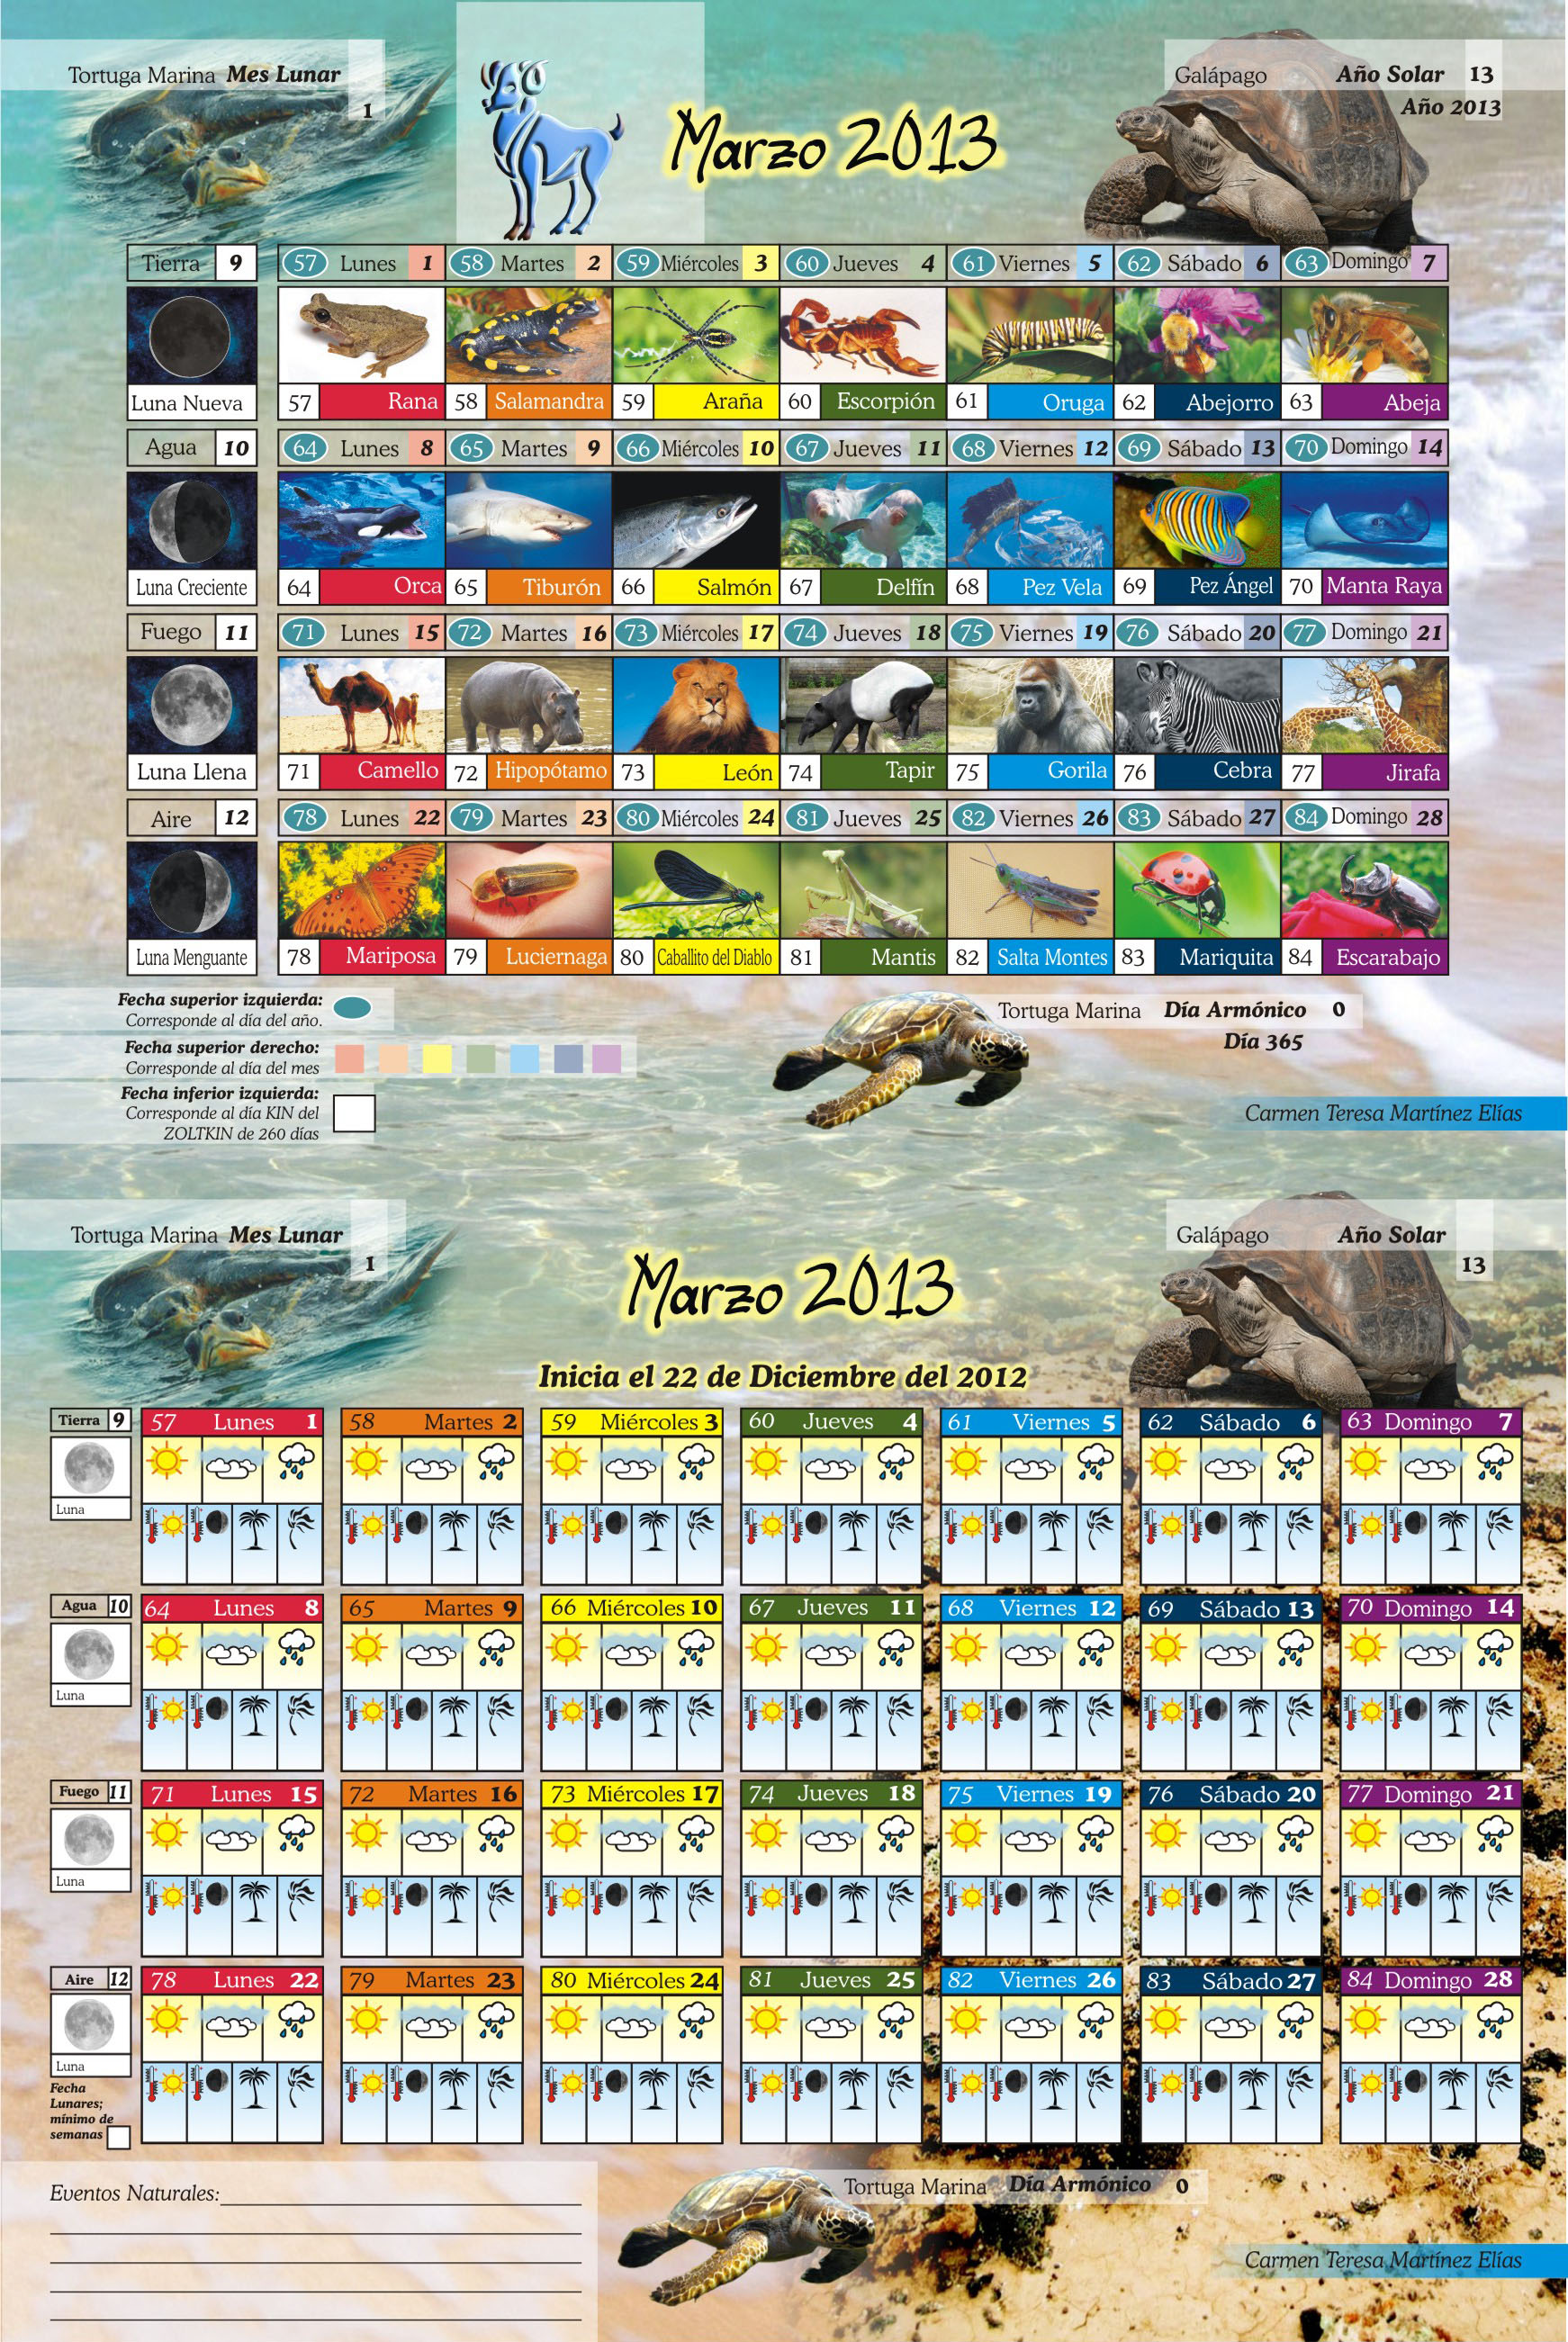 Tortuga Marina Mes Lunar
1
Marzo 2013
Galápago Año Solar 13
Año 2013
Tierra 9 57 Lunes 1 58 Martes 2 59 Miércoles 3 60 Jueves 4 61 Viernes 5 62 Sábado 6 63 Domingo 7
Luna Nueva 57 Rana 58 Salamandra 59 Araña 60 Escorpión 61 Oruga 62 Abejorro 63 Abeja
Agua 10 64 Lunes 8 65 Martes 9 66 Miércoles 10 67 Jueves 11 68 Viernes 12 69 Sábado 13 70 Domingo 14
Luna Creciente 64 Orca 65 Tiburón 66 Salmón 67 Delfín 68 Pez Vela 69 Pez Ángel 70 Manta Raya
Fuego 11 71 Lunes 15 72 Martes 16 73 Miércoles 17 74 Jueves 18 75 Viernes 19 76 Sábado 20 77 Domingo 21
Luna Llena 71 Camello 72 Hipopótamo 73 León 74 Tapir 75 Gorila 76 Cebra 77 Jirafa
Aire 12 78 Lunes 22 79 Martes 23 80 Miércoles 24 81 Jueves 25 82 Viernes 26 83 Sábado 27 84 Domingo 28
Luna Menguante 78 Mariposa 79 Luciernaga 80 Caballito del Diablo 81 Mantis 82 Salta Montes 83 Mariquita 84 Escarabajo
Fecha superior izquierda:
Corresponde al día del año.
Fecha superior derecho:
Corresponde al día del mes
Fecha inferior izquierda:
Corresponde al día KIN del
ZOLTKIN de 260 días
Tortuga Marina Día Armónico 0
Día 365
Carmen Teresa Martínez Elías
Tortuga Marina Mes Lunar
1
Marzo 2013
Galápago Año Solar
13
Inicia el 22 de Diciembre del 2012
Tierra 9 57 Lunes 1 58 Martes 2 59 Miércoles 3 60 Jueves 4 61 Viernes 5 62 Sábado 6 63 Domingo 7
Luna
Agua 10 64 Lunes 8 65 Martes 9 66 Miércoles 10 67 Jueves 11 68 Viernes 12 69 Sábado 13 70 Domingo 14
Luna
Fuego 11 71 Lunes 15 72 Martes 16 73 Miércoles 17 74 Jueves 18 75 Viernes 19 76 Sábado 20 77 Domingo 21
Luna
Aire 12 78 Lunes 22 79 Martes 23 80 Miércoles 24 81 Jueves 25 82 Viernes 26 83 Sábado 27 84 Domingo 28
Luna
Fecha
Lunares;
mínimo de
semanas
Eventos Naturales:
Tortuga Marina Día Armónico 0
Carmen Teresa Martínez Elías